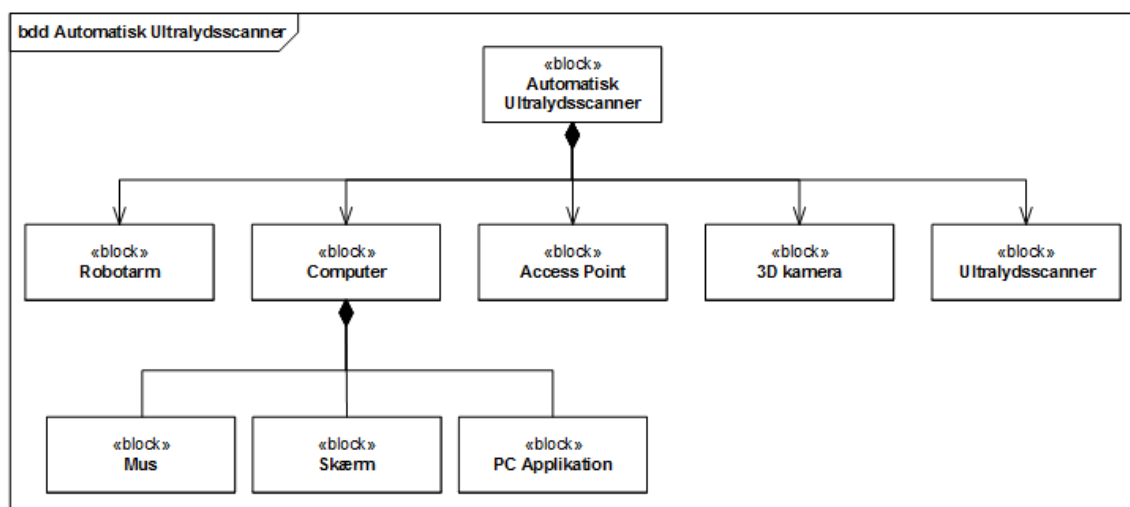 bdd Automatisk Ultralydsscanner
«block»
Automatisk
Ultralydsscanner
«block»
Robotarm
«block»
Computer
«block»
Access Point
«block»
3D kamera
«block»
Ultralydsscanner
«block»
Mus
«block»
Skærm
«block»
PC Applikation